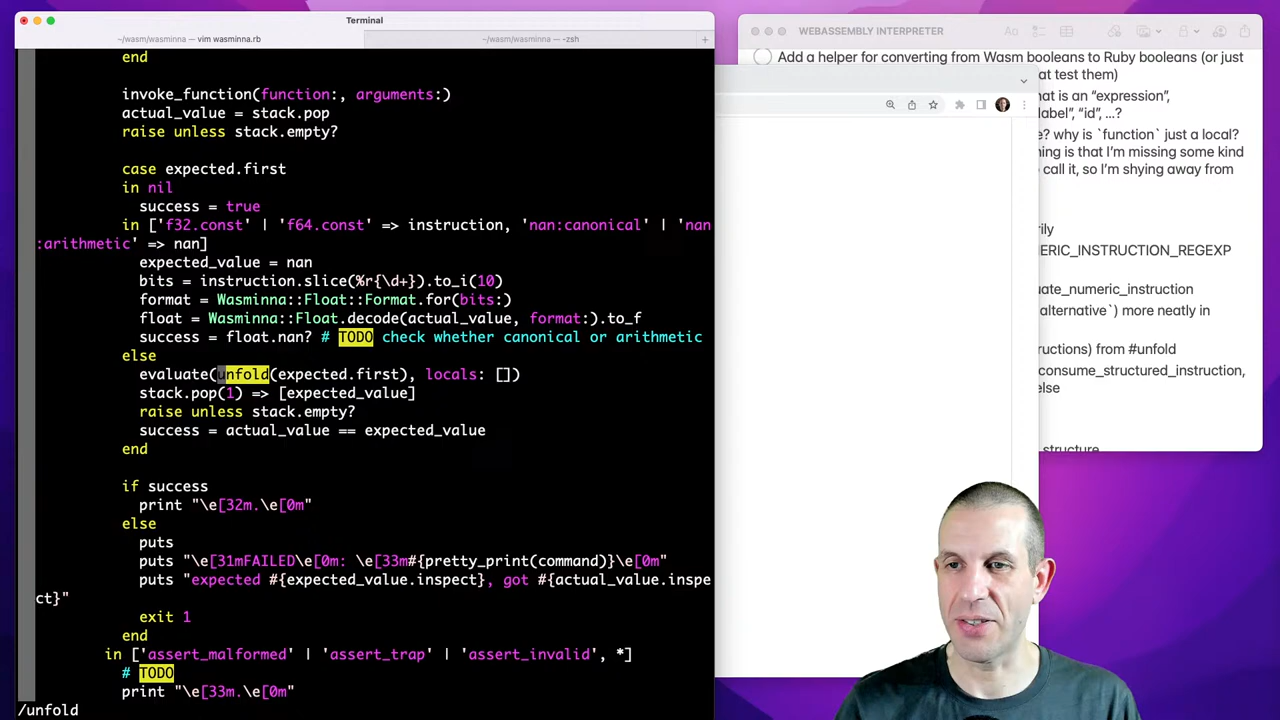 Terminal
~/wasm/wasminna — vim wasminna.rb
~/wasm/wasminna — -zsh
+
end
invoke_function(function:, arguments:)
actual_value = stack.pop
raise unless stack.empty?
case expected.first
in nil
success = true
in ['f32.const' | 'f64.const' => instruction, 'nan:canonical' | 'nan
:arithmetic' => nan]
expected_value = nan
bits = instruction.slice(%r{\d+}).to_i(10)
format = Wasminna::Float::Format.for(bits:)
float = Wasminna::Float.decode(actual_value, format:).to_f
success = float.nan? # TODO check whether canonical or arithmetic
else
evaluate(unfold(expected.first), locals: [])
stack.pop(1) => [expected_value]
raise unless stack.empty?
success = actual_value == expected_value
end
if success
print "\e[32m.\e[0m"
else
puts
puts "\e[31mFAILED\e[0m: \e[33m#{pretty_print(command)}\e[0m"
puts "expected #{expected_value.inspect}, got #{actual_value.inspe
ct}"
exit 1
end
in ['assert_malformed' | 'assert_trap' | 'assert_invalid', *]
# TODO
print "\e[33m.\e[0m"
/unfold
WEBASSEMBLY INTERPRETER
Aa
Add a helper for converting from Wasm booleans to Ruby booleans (or just
at test them)
hat is an “expression”,
label”, “id”, …?
e? why is `function` just a local?
hing is that I’m missing some kind
o call it, so I’m shying away from
rily
ERIC_INSTRUCTION_REGEXP
uate_numeric_instruction
alternative`) more neatly in
ructions) from #unfold
consume_structured_instruction,
else
structure